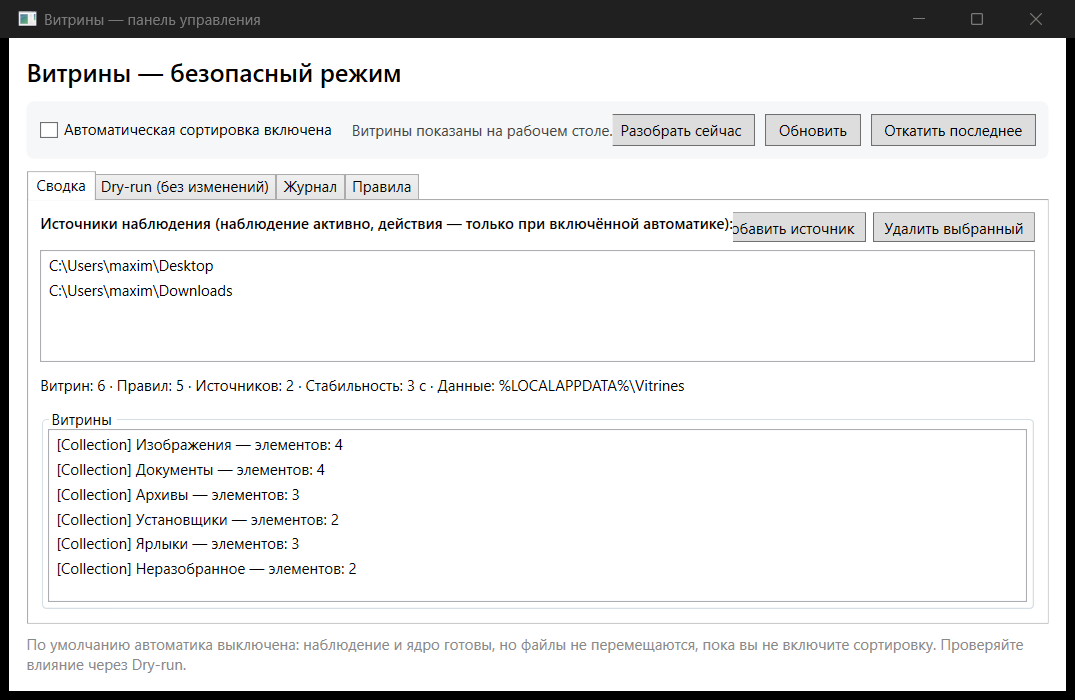 Витрины — панель управления
Витрины — безопасный режим
Автоматическая сортировка включена Витрины показаны на рабочем столе. Разобрать сейчас Обновить Откатить последнее
Сводка Dry-run (без изменений) Журнал Правила
Источники наблюдения (наблюдение активно, действия — только при включённой автоматике): бавить источник Удалить выбранный
C:\Users\maxim\Desktop
C:\Users\maxim\Downloads
Витрин: 6 · Правил: 5 · Источников: 2 · Стабильность: 3 с · Данные: %LOCALAPPDATA%\Vitrines
Витрины
[Collection] Изображения — элементов: 4
[Collection] Документы — элементов: 4
[Collection] Архивы — элементов: 3
[Collection] Установщики — элементов: 2
[Collection] Ярлыки — элементов: 3
[Collection] Неразобранное — элементов: 2
По умолчанию автоматика выключена: наблюдение и ядро готовы, но файлы не перемещаются, пока вы не включите сортировку. Проверяйте
влияние через Dry-run.